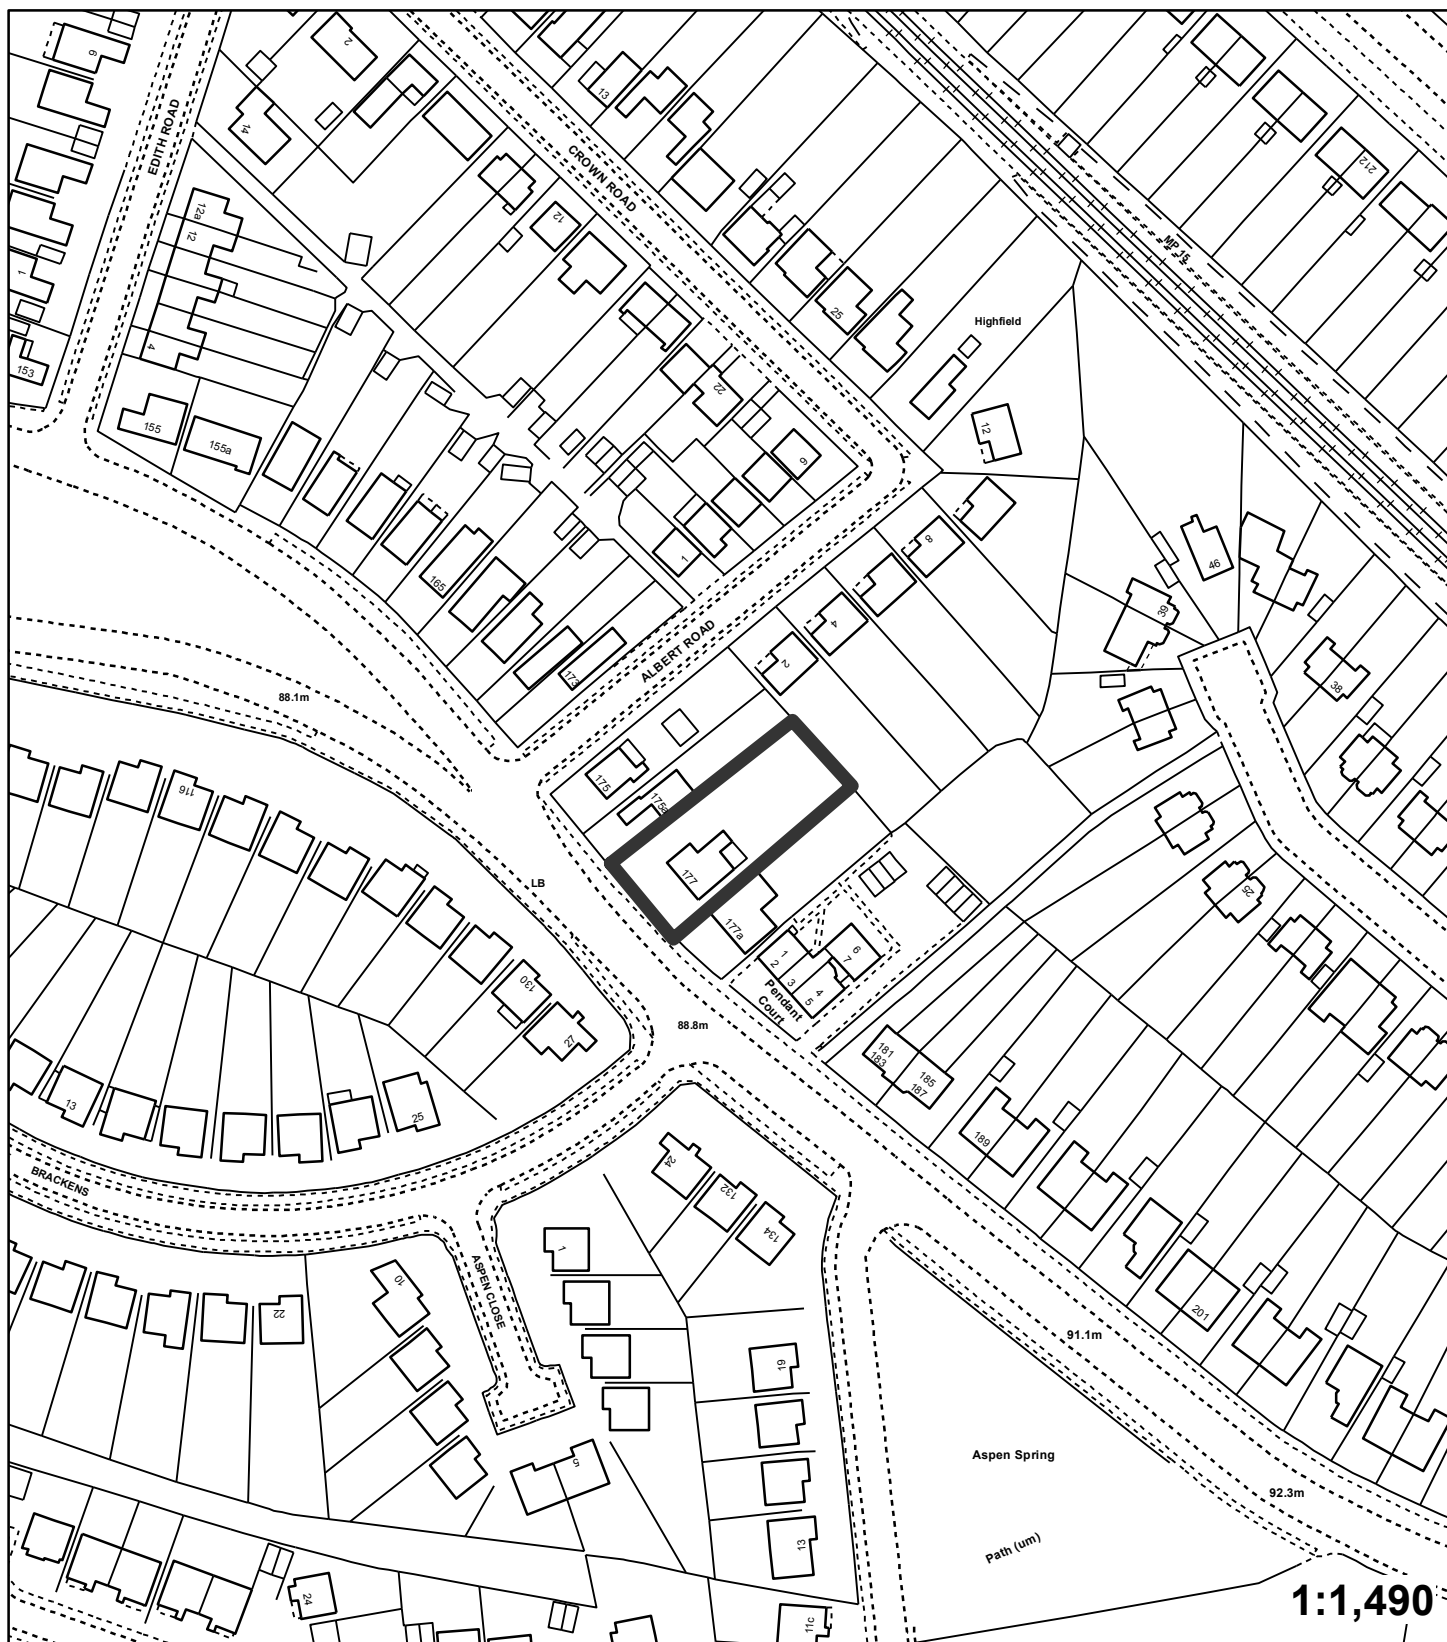 9
2
EDITH ROAD
14
13
CROWN ROAD
212
12a
12
12
MP 15
1
25
Highfield
153
4
22
155
155a
12
9
165
1
8
46
39
4
ALBERT ROAD
2
173
38
88.1m
175
116
175a
LB
177
25
177a
1
2
6
7
3
4
5
Pendant
Court
130
27
88.8m
181
183
185
187
13
25
189
BRACKENS
24
132
134
1
10
ASPEN CLOSE
22
201
91.1m
19
5
Aspen Spring
92.3m
13
Path (um)
24
11c
1:1,490